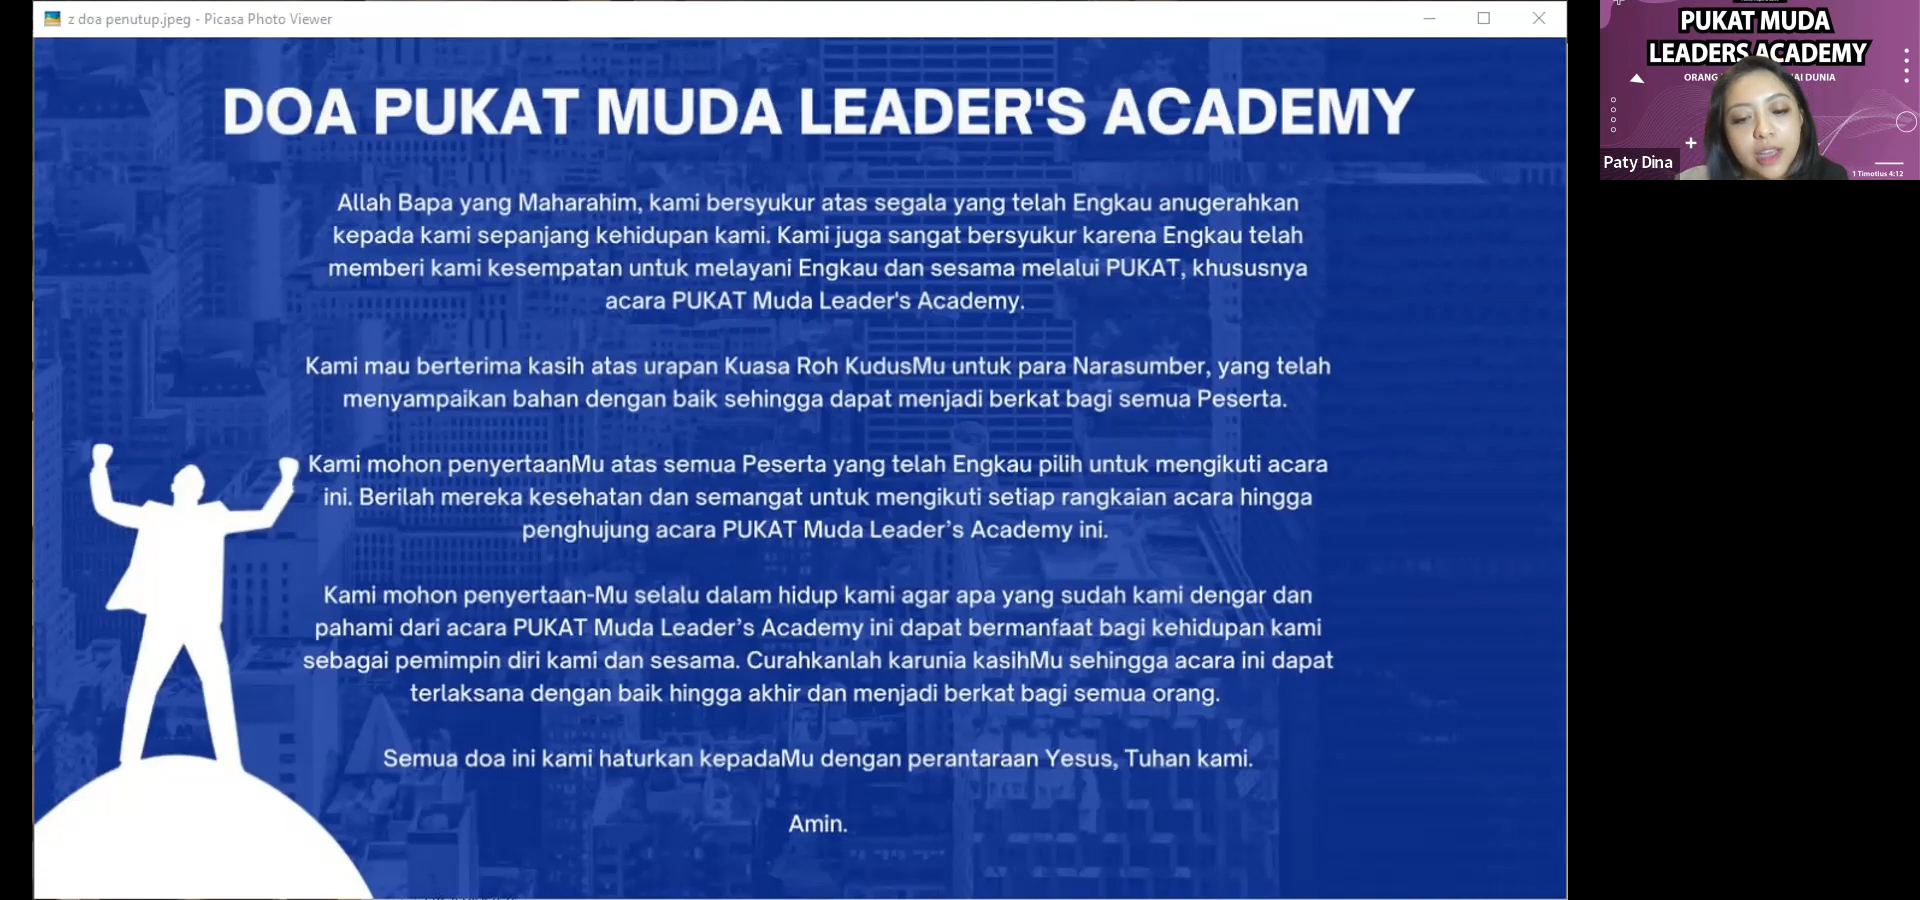 z doa penutup.jpeg - Picasa Photo Viewer
DOA PUKAT MUDA LEADER'S ACADEMY
Allah Bapa yang Maharahim, kami bersyukur atas segala yang telah Engkau anugerahkan
kepada kami sepanjang kehidupan kami. Kami juga sangat bersyukur karena Engkau telah
memberi kami kesempatan untuk melayani Engkau dan sesama melalui PUKAT, khususnya
acara PUKAT Muda Leader's Academy.
Kami mau berterima kasih atas urapan Kuasa Roh KudusMu untuk para Narasumber, yang telah
menyampaikan bahan dengan baik sehingga dapat menjadi berkat bagi semua Peserta.
Kami mohon penyertaanMu atas semua Peserta yang telah Engkau pilih untuk mengikuti acara
ini. Berilah mereka kesehatan dan semangat untuk mengikuti setiap rangkaian acara hingga
penghujung acara PUKAT Muda Leader’s Academy ini.
Kami mohon penyertaan-Mu selalu dalam hidup kami agar apa yang sudah kami dengar dan
pahami dari acara PUKAT Muda Leader’s Academy ini dapat bermanfaat bagi kehidupan kami
sebagai pemimpin diri kami dan sesama. Curahkanlah karunia kasihMu sehingga acara ini dapat
terlaksana dengan baik hingga akhir dan menjadi berkat bagi semua orang.
Semua doa ini kami haturkan kepadaMu dengan perantaraan Yesus, Tuhan kami.
Amin.
PUKAT MUDA
LEADERS ACADEMY
ORANG DUNIA
Paty Dina
1 Timotius 4:12